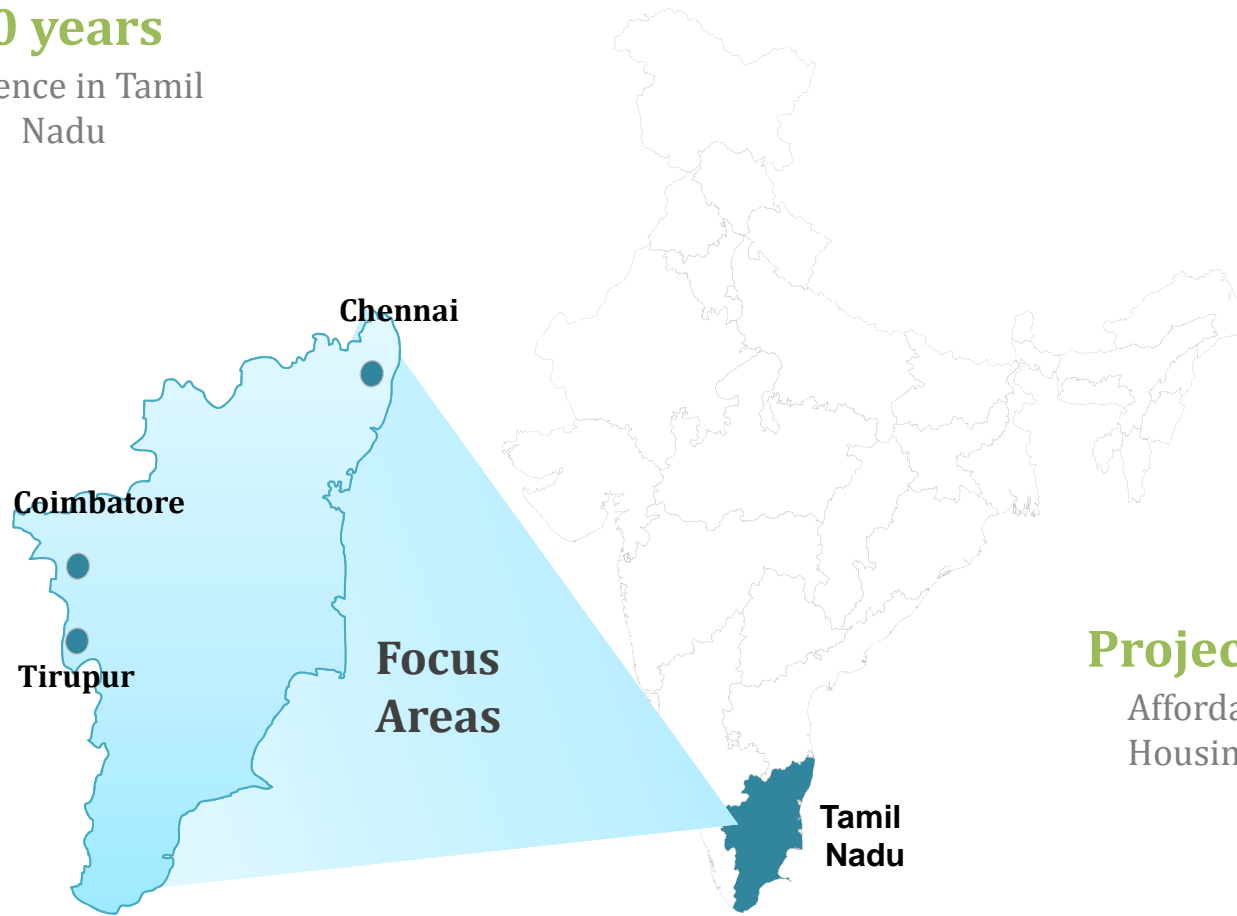 0 years
ence in Tamil
Nadu
Chennai
Coimbatore
Tirupur
Focus
Areas
Projec
Afforda
Housin
Tamil
Nadu